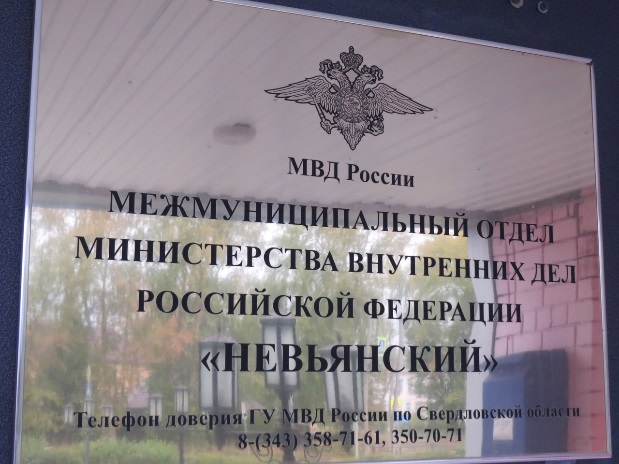 МВД России
МЕЖМУНИЦИПАЛЬНЫЙ ОТДЕЛ
МИНИСТЕРСТВА ВНУТРЕННИХ ДЕЛ
РОССИЙСКОЙ ФЕДЕРАЦИИ
«НЕВЬЯНСКИЙ»
Телефон доверия ГУ МВД России по Свердловской области
8-(343) 358-71-61, 350-70-71